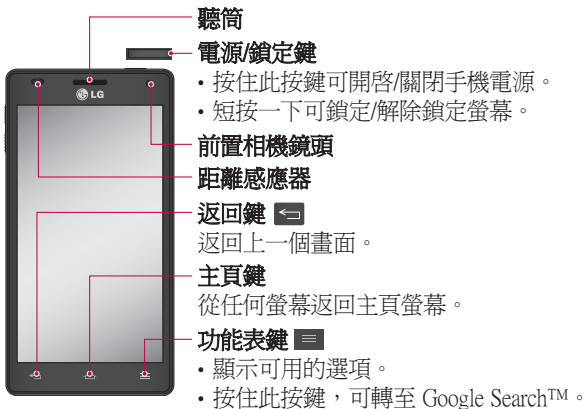 聽筒
電源/鎖定鍵
• 按住此按鍵可開啓/關閉手機電源。
• 短按一下可鎖定/解除鎖定螢幕。
LG
前置相機鏡頭
距離感應器
返回鍵
返回上一個畫面。
主頁鍵
從任何螢幕返回主頁螢幕。
功能表鍵
• 顯示可用的選項。
• 按住此按鍵，可轉至 Google Search™。